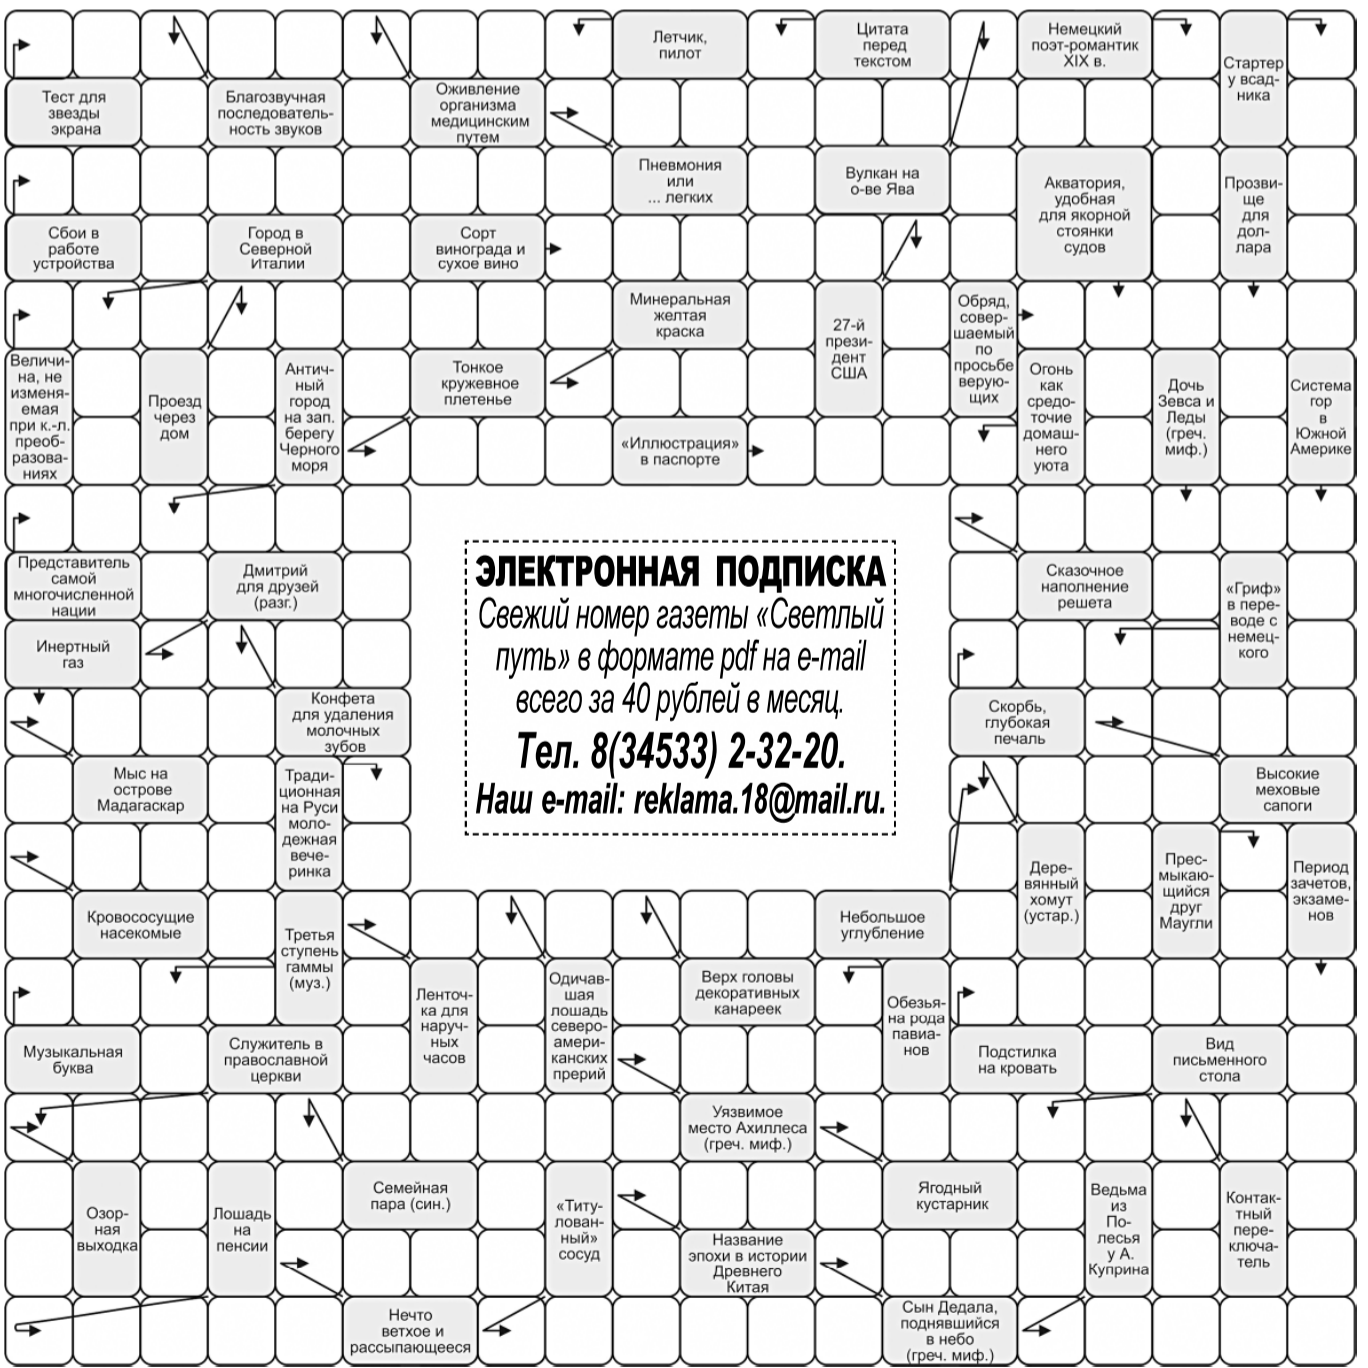 Летчик,
пилот
Цитата
перед
текстом
Немецкий
поэт-романтик
XIX в.
Стартер
у всад-
ника
Тест для
звезды
экрана
Благозвучная
последователь-
ность звуков
Оживление
организма
медицинским
путем
Пневмония
или
... легких
Вулкан на
о-ве Ява
Акватория,
удобная
для якорной
стоянки
судов
Прозви-
ще
для
дол-
лара
Сбои в
работе
устройства
Город в
Северной
Италии
Сорт
винограда и
сухое вино
Минеральная
желтая
краска
27-й
прези-
дент
США
Обряд,
совер-
шаемый
по
просьбе
верую-
щих
Величи-
на, не
изменя-
емая
при к.-л.
преоб-
разова-
ниях
Проезд
через
дом
Антич-
ный
город
на зап.
берегу
Черного
моря
Тонкое
кружевное
плетенье
Огонь
как
средо-
точие
домаш-
него
уюта
Дочь
Зевса и
Леды
(греч.
миф.)
Система
гор
в
Южной
Америке
«Иллюстрация»
в паспорте
ЭЛЕКТРОННАЯ ПОДПИСКА
Свежий номер газеты «Светлый
путь» в формате pdf на e-mail
всего за 40 рублей в месяц.
Тел. 8(34533) 2-32-20.
Наш e-mail: reklama.18@mail.ru.
Представитель
самой
многочисленной
нации
Дмитрий
для друзей
(разг.)
Сказочное
наполнение
решета
«Гриф»
в пере-
воде с
немец-
кого
Инертный
газ
Конфета
для удаления
молочных
зубов
Скорбь,
глубокая
печаль
Мыс на
острове
Мадагаскар
Тради-
ционная
на Руси
моло-
дежная
вече-
ринка
Высокие
меховые
сапоги
Дере-
вянный
хомут
(устар.)
Прес-
мыкаю-
щийся
друг
Маугли
Период
зачетов,
экзаме-
нов
Кровососущие
насекомые
Третья
ступень
гаммы
(муз.)
Небольшое
углубление
Ленточ-
ка для
наруч-
ных
часов
Одичав-
шая
лошадь
северо-
амери-
канских
прерий
Верх головы
декоративных
канареек
Обезья-
на рода
павиа-
нов
Музыкальная
буква
Служитель в
православной
церкви
Подстилка
на кровать
Вид
письменного
стола
Уязвимое
место Ахиллеса
(греч. миф.)
Озор-
ная
выходка
Лошадь
на
пенсии
Семейная
пара (син.)
«Титу-
лован-
ный»
сосуд
Ягодный
кустарник
Ведьма
из
По-
лесья
у А.
Куприна
Контак-
тный
пере-
ключа-
тель
Название
эпохи в истории
Древнего
Китая
Нечто
ветхое и
рассыпающееся
Сын Дедала,
поднявшийся
в небо
(греч. миф.)